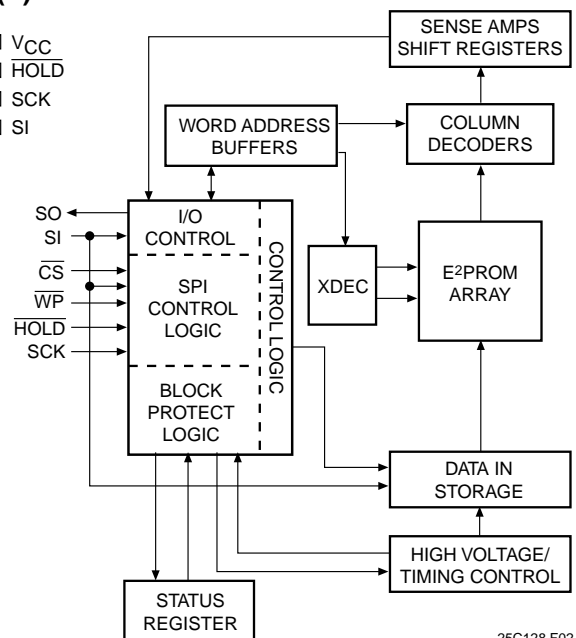 VCC
HOLD
SCK
SI
SENSE AMPS
SHIFT REGISTERS
WORD ADDRESS
BUFFERS
COLUMN
DECODERS
SO
SI
CS
WP
HOLD
SCK
I/O
CONTROL
SPI
CONTROL
LOGIC
BLOCK
PROTECT
LOGIC
CONTROL LOGIC
XDEC
E2PROM
ARRAY
DATA IN
STORAGE
HIGH VOLTAGE/
TIMING CONTROL
STATUS
REGISTER